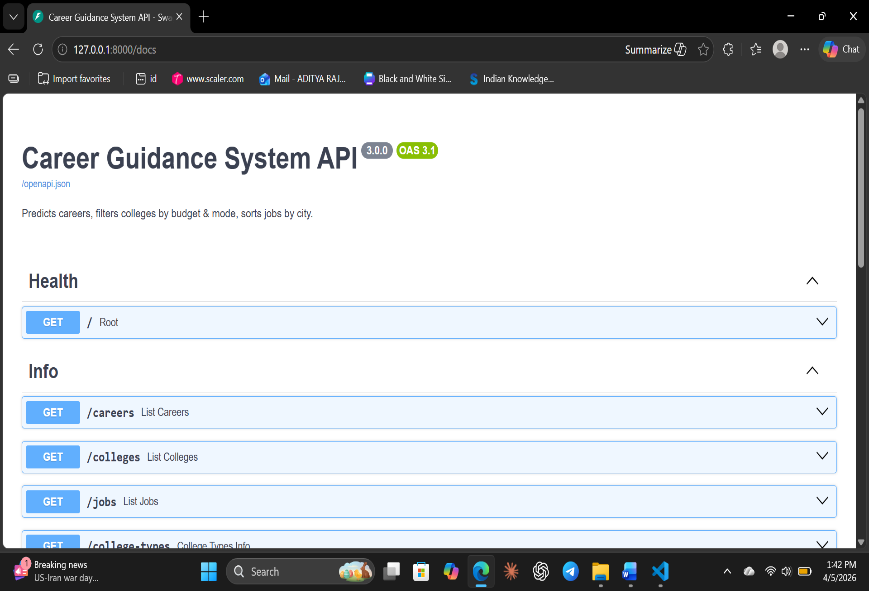 Career Guidance System API - Swa
127.0.0.1:8000/docs
Summarize
Chat
Import favorites
id
www.scaler.com
Mail - ADITYA RAJ...
Black and White Si...
Indian Knowledge...
Career Guidance System API 3.0.0 OAS 3.1
/openapi.json
Predicts careers, filters colleges by budget & mode, sorts jobs by city.
Health
GET / Root
Info
GET /careers List Careers
GET /colleges List Colleges
GET /jobs List Jobs
GET /college-types College Types Info
Breaking news
US-Iran war day...
Search
1:42 PM
4/5/2026